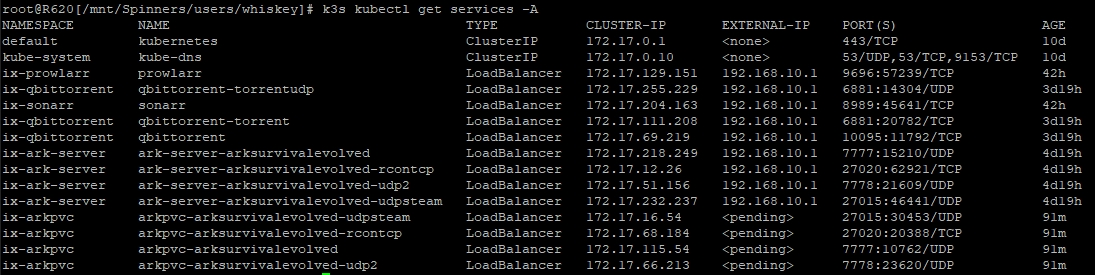 root@R620[/mnt/Spinners/users/whiskey]# k3s kubectl get services -A
NAMESPACE NAME TYPE CLUSTER-IP EXTERNAL-IP PORT(S) AGE
default kubernetes ClusterIP 172.17.0.1 <none> 443/TCP 10d
kube-system kube-dns ClusterIP 172.17.0.10 <none> 53/UDP,53/TCP,9153/TCP 10d
ix-prowlarr prowlarr LoadBalancer 172.17.129.151 192.168.10.1 9696:57239/TCP 42h
ix-qbittorrent qbittorrent-torrentudp LoadBalancer 172.17.255.229 192.168.10.1 6881:14304/UDP 3d19h
ix-sonarr sonarr LoadBalancer 172.17.204.163 192.168.10.1 8989:45641/TCP 42h
ix-qbittorrent qbittorrent-torrent LoadBalancer 172.17.111.208 192.168.10.1 6881:20782/TCP 3d19h
ix-qbittorrent qbittorrent LoadBalancer 172.17.69.219 192.168.10.1 10095:11792/TCP 3d19h
ix-ark-server ark-server-arksurvivalevolved LoadBalancer 172.17.218.249 192.168.10.1 7777:15210/UDP 4d19h
ix-ark-server ark-server-arksurvivalevolved-rcontcp LoadBalancer 172.17.12.26 192.168.10.1 27020:62921/TCP 4d19h
ix-ark-server ark-server-arksurvivalevolved-udp2 LoadBalancer 172.17.51.156 192.168.10.1 7778:21609/UDP 4d19h
ix-ark-server ark-server-arksurvivalevolved-udpsteam LoadBalancer 172.17.232.237 192.168.10.1 27015:46441/UDP 4d19h
ix-arkpvc arkpvc-arksurvivalevolved-udpsteam LoadBalancer 172.17.16.54 <pending> 27015:30453/UDP 91m
ix-arkpvc arkpvc-arksurvivalevolved-rcontcp LoadBalancer 172.17.68.184 <pending> 27020:20388/TCP 91m
ix-arkpvc arkpvc-arksurvivalevolved LoadBalancer 172.17.115.54 <pending> 7777:10762/UDP 91m
ix-arkpvc arkpvc-arksurvivalevolved-udp2 LoadBalancer 172.17.66.213 <pending> 7778:23620/UDP 91m